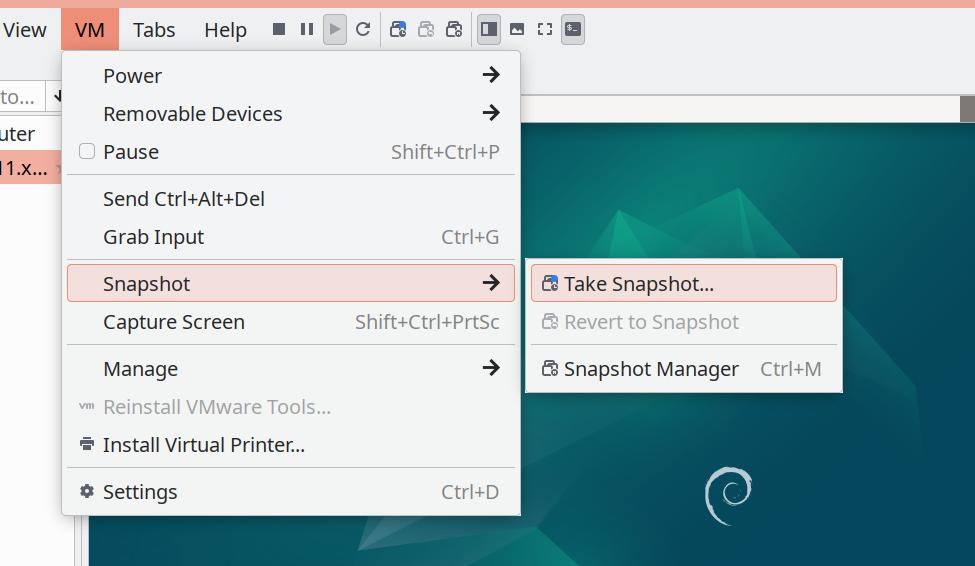 View VM Tabs Help
to...
uter
11.x...
Power
Removable Devices
Pause Shift+Ctrl+P
Send Ctrl+Alt+Del
Grab Input Ctrl+G
Snapshot
Capture Screen Shift+Ctrl+PrtSc
Manage
vm Reinstall VMware Tools...
Install Virtual Printer...
Settings Ctrl+D
Take Snapshot...
Revert to Snapshot
Snapshot Manager Ctrl+M